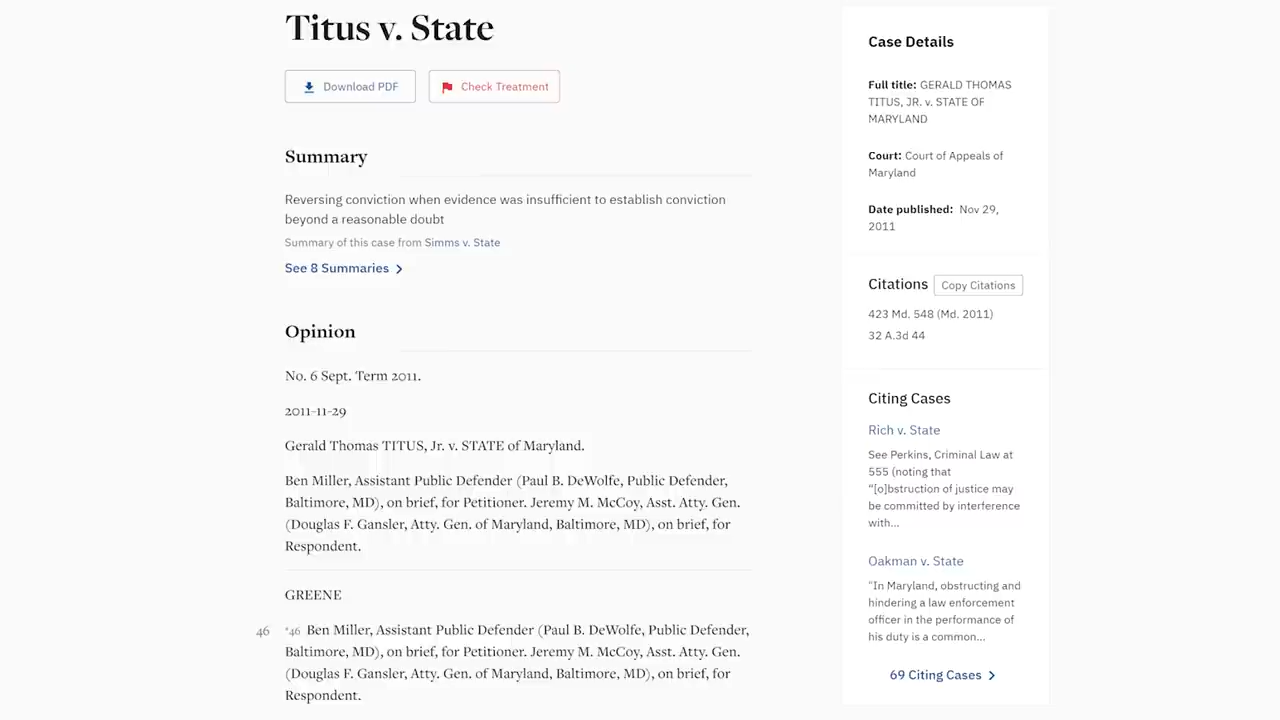 Titus v. State
Download PDF
Check Treatment
Summary
Reversing conviction when evidence was insufficient to establish conviction
beyond a reasonable doubt
Summary of this case from Simms v. State
See 8 Summaries
Opinion
No. 6 Sept. Term 2011.
2011-11-29
Gerald Thomas TITUS, Jr. v. STATE of Maryland.
Ben Miller, Assistant Public Defender (Paul B. DeWolfe, Public Defender,
Baltimore, MD), on brief, for Petitioner. Jeremy M. McCoy, Asst. Atty. Gen.
(Douglas F. Gansler, Atty. Gen. of Maryland, Baltimore, MD), on brief, for
Respondent.
GREENE
46 *46 Ben Miller, Assistant Public Defender (Paul B. DeWolfe, Public Defender,
Baltimore, MD), on brief, for Petitioner. Jeremy M. McCoy, Asst. Atty. Gen.
(Douglas F. Gansler, Atty. Gen. of Maryland, Baltimore, MD), on brief, for
Respondent.
Case Details
Full title: GERALD THOMAS
TITUS, JR. v. STATE OF
MARYLAND
Court: Court of Appeals of
Maryland
Date published: Nov 29,
2011
Citations Copy Citations
423 Md. 548 (Md. 2011)
32 A.3d 44
Citing Cases
Rich v. State
See Perkins, Criminal Law at
555 (noting that
“[o]bstruction of justice may
be committed by interference
with...
Oakman v. State
“In Maryland, obstructing and
hindering a law enforcement
officer in the performance of
his duty is a common...
69 Citing Cases